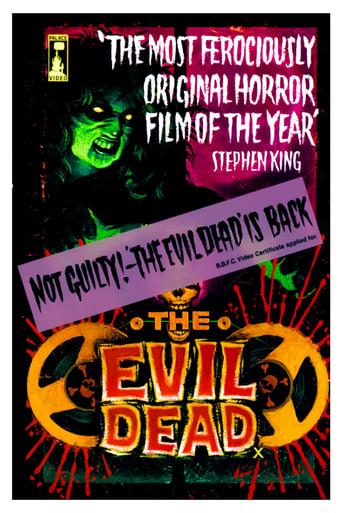 PALACE
VIDEO
'THE MOST FEROCIOUSLY
ORIGINAL HORROR
FILM OF THE YEAR'
STEPHEN KING
NOT GUILTY!-'THE EVIL DEAD' IS BACK
B.B.F.C. Video Certificate applied for.
THE
EVIL
DEAD
X